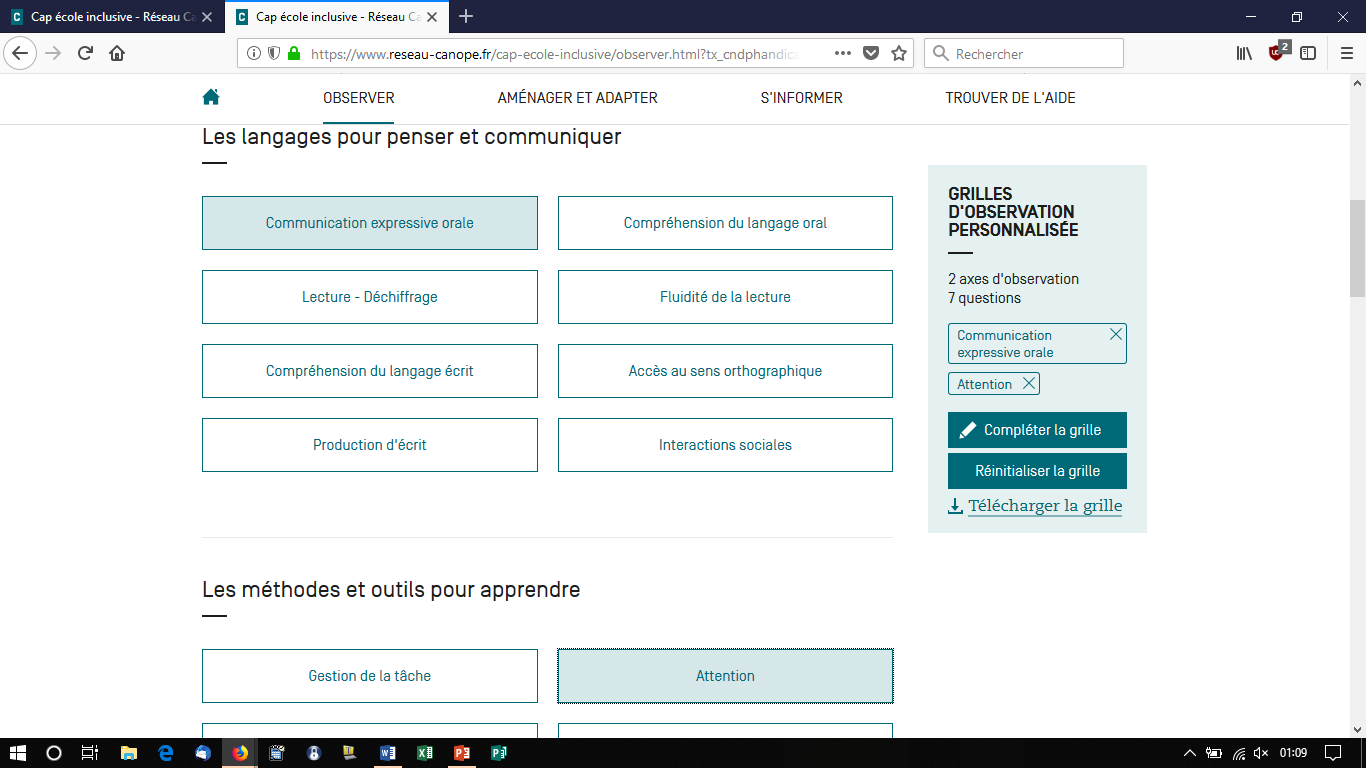 Cap école inclusive - Réseau Ca
Cap école inclusive - Réseau Ca
https://www.reseau-canope.fr/cap-ecole-inclusive/observer.html?tx_cndphandic
Rechercher
2
OBSERVER
AMÉNAGER ET ADAPTER
S'INFORMER
TROUVER DE L'AIDE
Les langages pour penser et communiquer
Communication expressive orale
Compréhension du langage oral
Lecture - Déchiffrage
Fluidité de la lecture
Compréhension du langage écrit
Accès au sens orthographique
Production d'écrit
Interactions sociales
GRILLES
D'OBSERVATION
PERSONNALISÉE
2 axes d'observation
7 questions
Communication
expressive orale
Attention
Compléter la grille
Réinitialiser la grille
Télécharger la grille
Les méthodes et outils pour apprendre
Gestion de la tâche
Attention
01:09